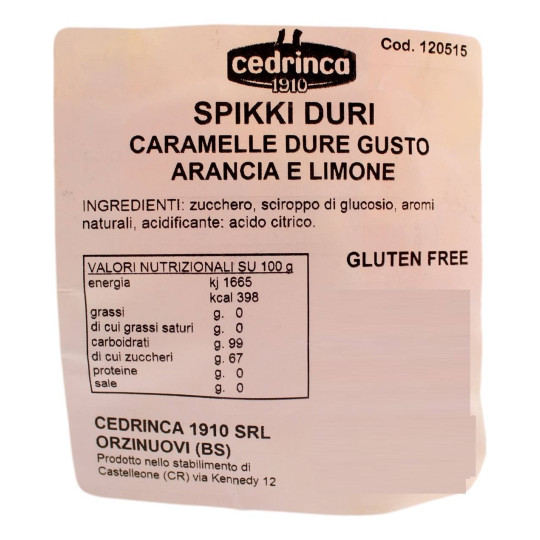 cedrinca
1910
Cod. 120515
SPIKKI DURI
CARAMELLE DURE GUSTO
ARANCIA E LIMONE
INGREDIENTI: zucchero, sciroppo di glucosio, aromi
naturali, acidificante: acido citrico.
GLUTEN FREE
VALORI NUTRIZIONALI SU 100 g
energia kj 1665
kcal 398
grassi g. 0
di cui grassi saturi g. 0
carboidrati g. 99
di cui zuccheri g. 67
proteine g. 0
sale g. 0
CEDRINCA 1910 SRL
ORZINUOVI (BS)
Prodotto nello stabilimento di
Castelleone (CR) via Kennedy 12